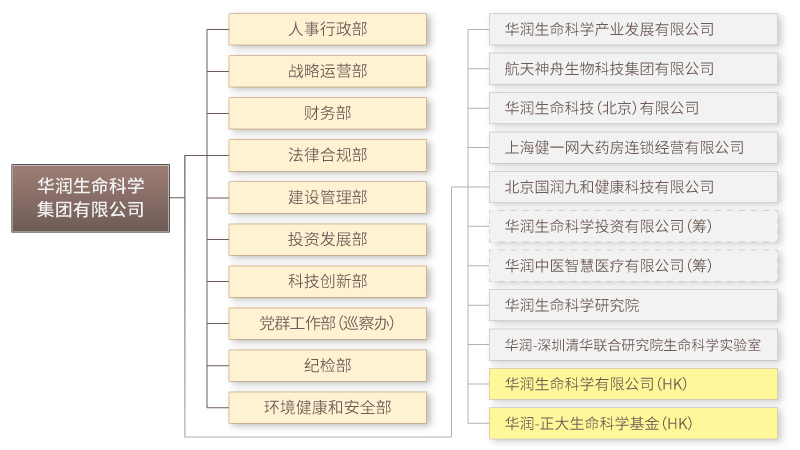 华润生命科学
集团有限公司
人事行政部
战略运营部
财务部
法律合规部
建设管理部
投资发展部
科技创新部
党群工作部(巡察办)
纪检部
环境健康和安全部
华润生命科学产业发展有限公司
航天神舟生物科技集团有限公司
华润生命科技(北京)有限公司
上海健一网大药房连锁经营有限公司
北京国润九和健康科技有限公司
华润生命科学投资有限公司(筹)
华润中医智慧医疗有限公司(筹)
华润生命科学研究院
华润-深圳清华联合研究院生命科学实验室
华润生命科学有限公司(HK)
华润-正大生命科学基金(HK)